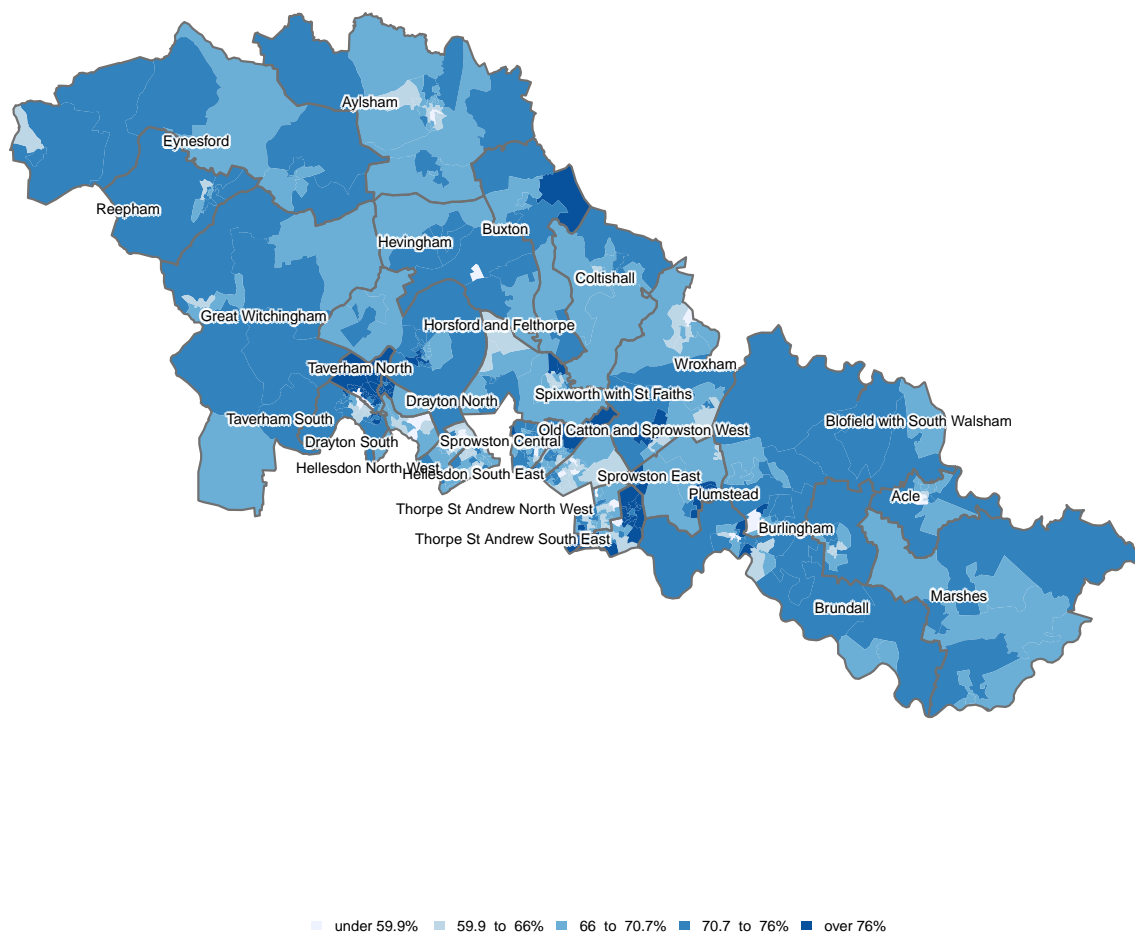 Aylsham
Eynesford
Reepham
Buxton
Hevingham
Coltishall
Great Witchingham
Horsford and Felthorpe
Wroxham
Taverham North
Spixworth with St Faiths
Drayton North
Taverham South
Blofield with South Walsham
Old Catton and Sprowston West
Drayton South
Sprowston Central
Hellesdon North West
Hellesdon South East
Sprowston East
Plumstead
Acle
Thorpe St Andrew North West
Burlingham
Thorpe St Andrew South East
Marshes
Brundall
under 59.9% 59.9 to 66% 66 to 70.7% 70.7 to 76% over 76%